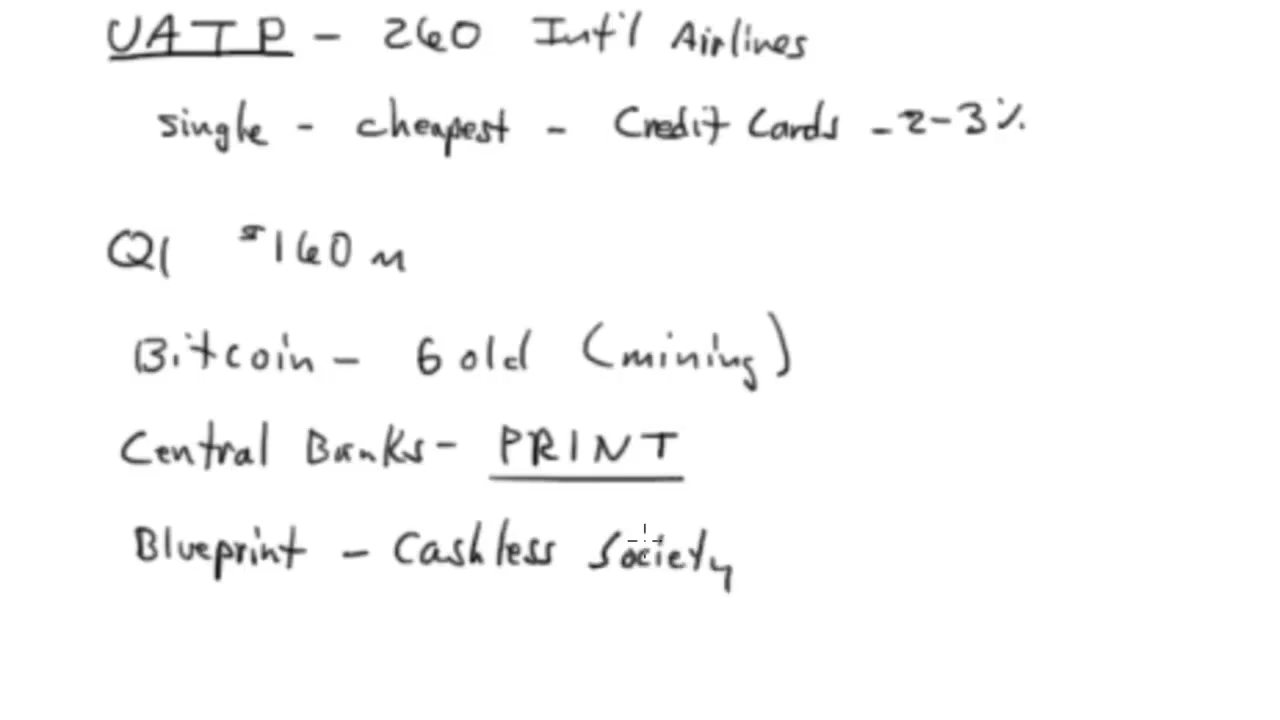 UATP - 260 Int'l Airlines
single - cheapest - Credit Cards - 2-3%
Q1 $160 m
Bitcoin - Gold (mining)
Central Banks - PRINT
Blueprint - Cashless Society